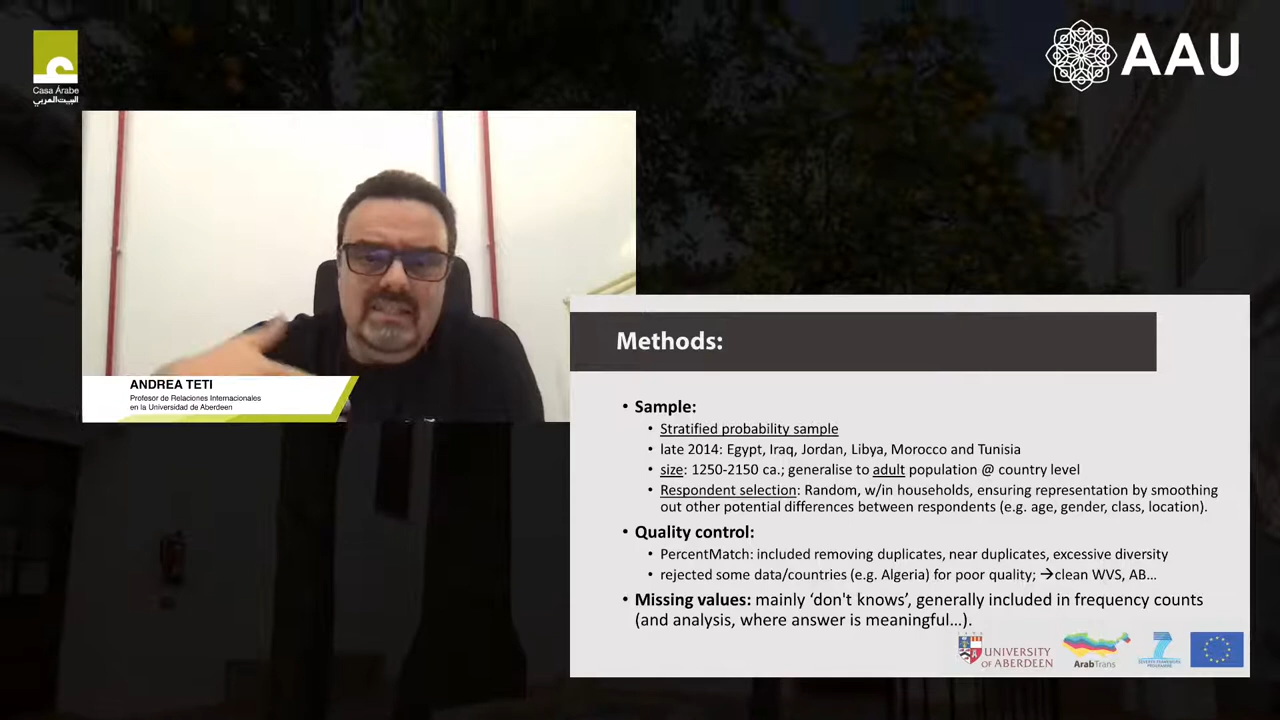 Casa Árabe
البيت العربي
AAU
ANDREA TETI
Profesor de Relaciones Internacionales
en la Universidad de Aberdeen
Methods:
• Sample:
• Stratified probability sample
• late 2014: Egypt, Iraq, Jordan, Libya, Morocco and Tunisia
• size: 1250-2150 ca.; generalise to adult population @ country level
• Respondent selection: Random, w/in households, ensuring representation by smoothing
out other potential differences between respondents (e.g. age, gender, class, location).
• Quality control:
• PercentMatch: included removing duplicates, near duplicates, excessive diversity
• rejected some data/countries (e.g. Algeria) for poor quality; →clean WVS, AB…
• Missing values: mainly ‘don't knows’, generally included in frequency counts
(and analysis, where answer is meaningful…).
UNIVERSITY
OF ABERDEEN
ArabTrans
SEVENTH FRAMEWORK
PROGRAMME